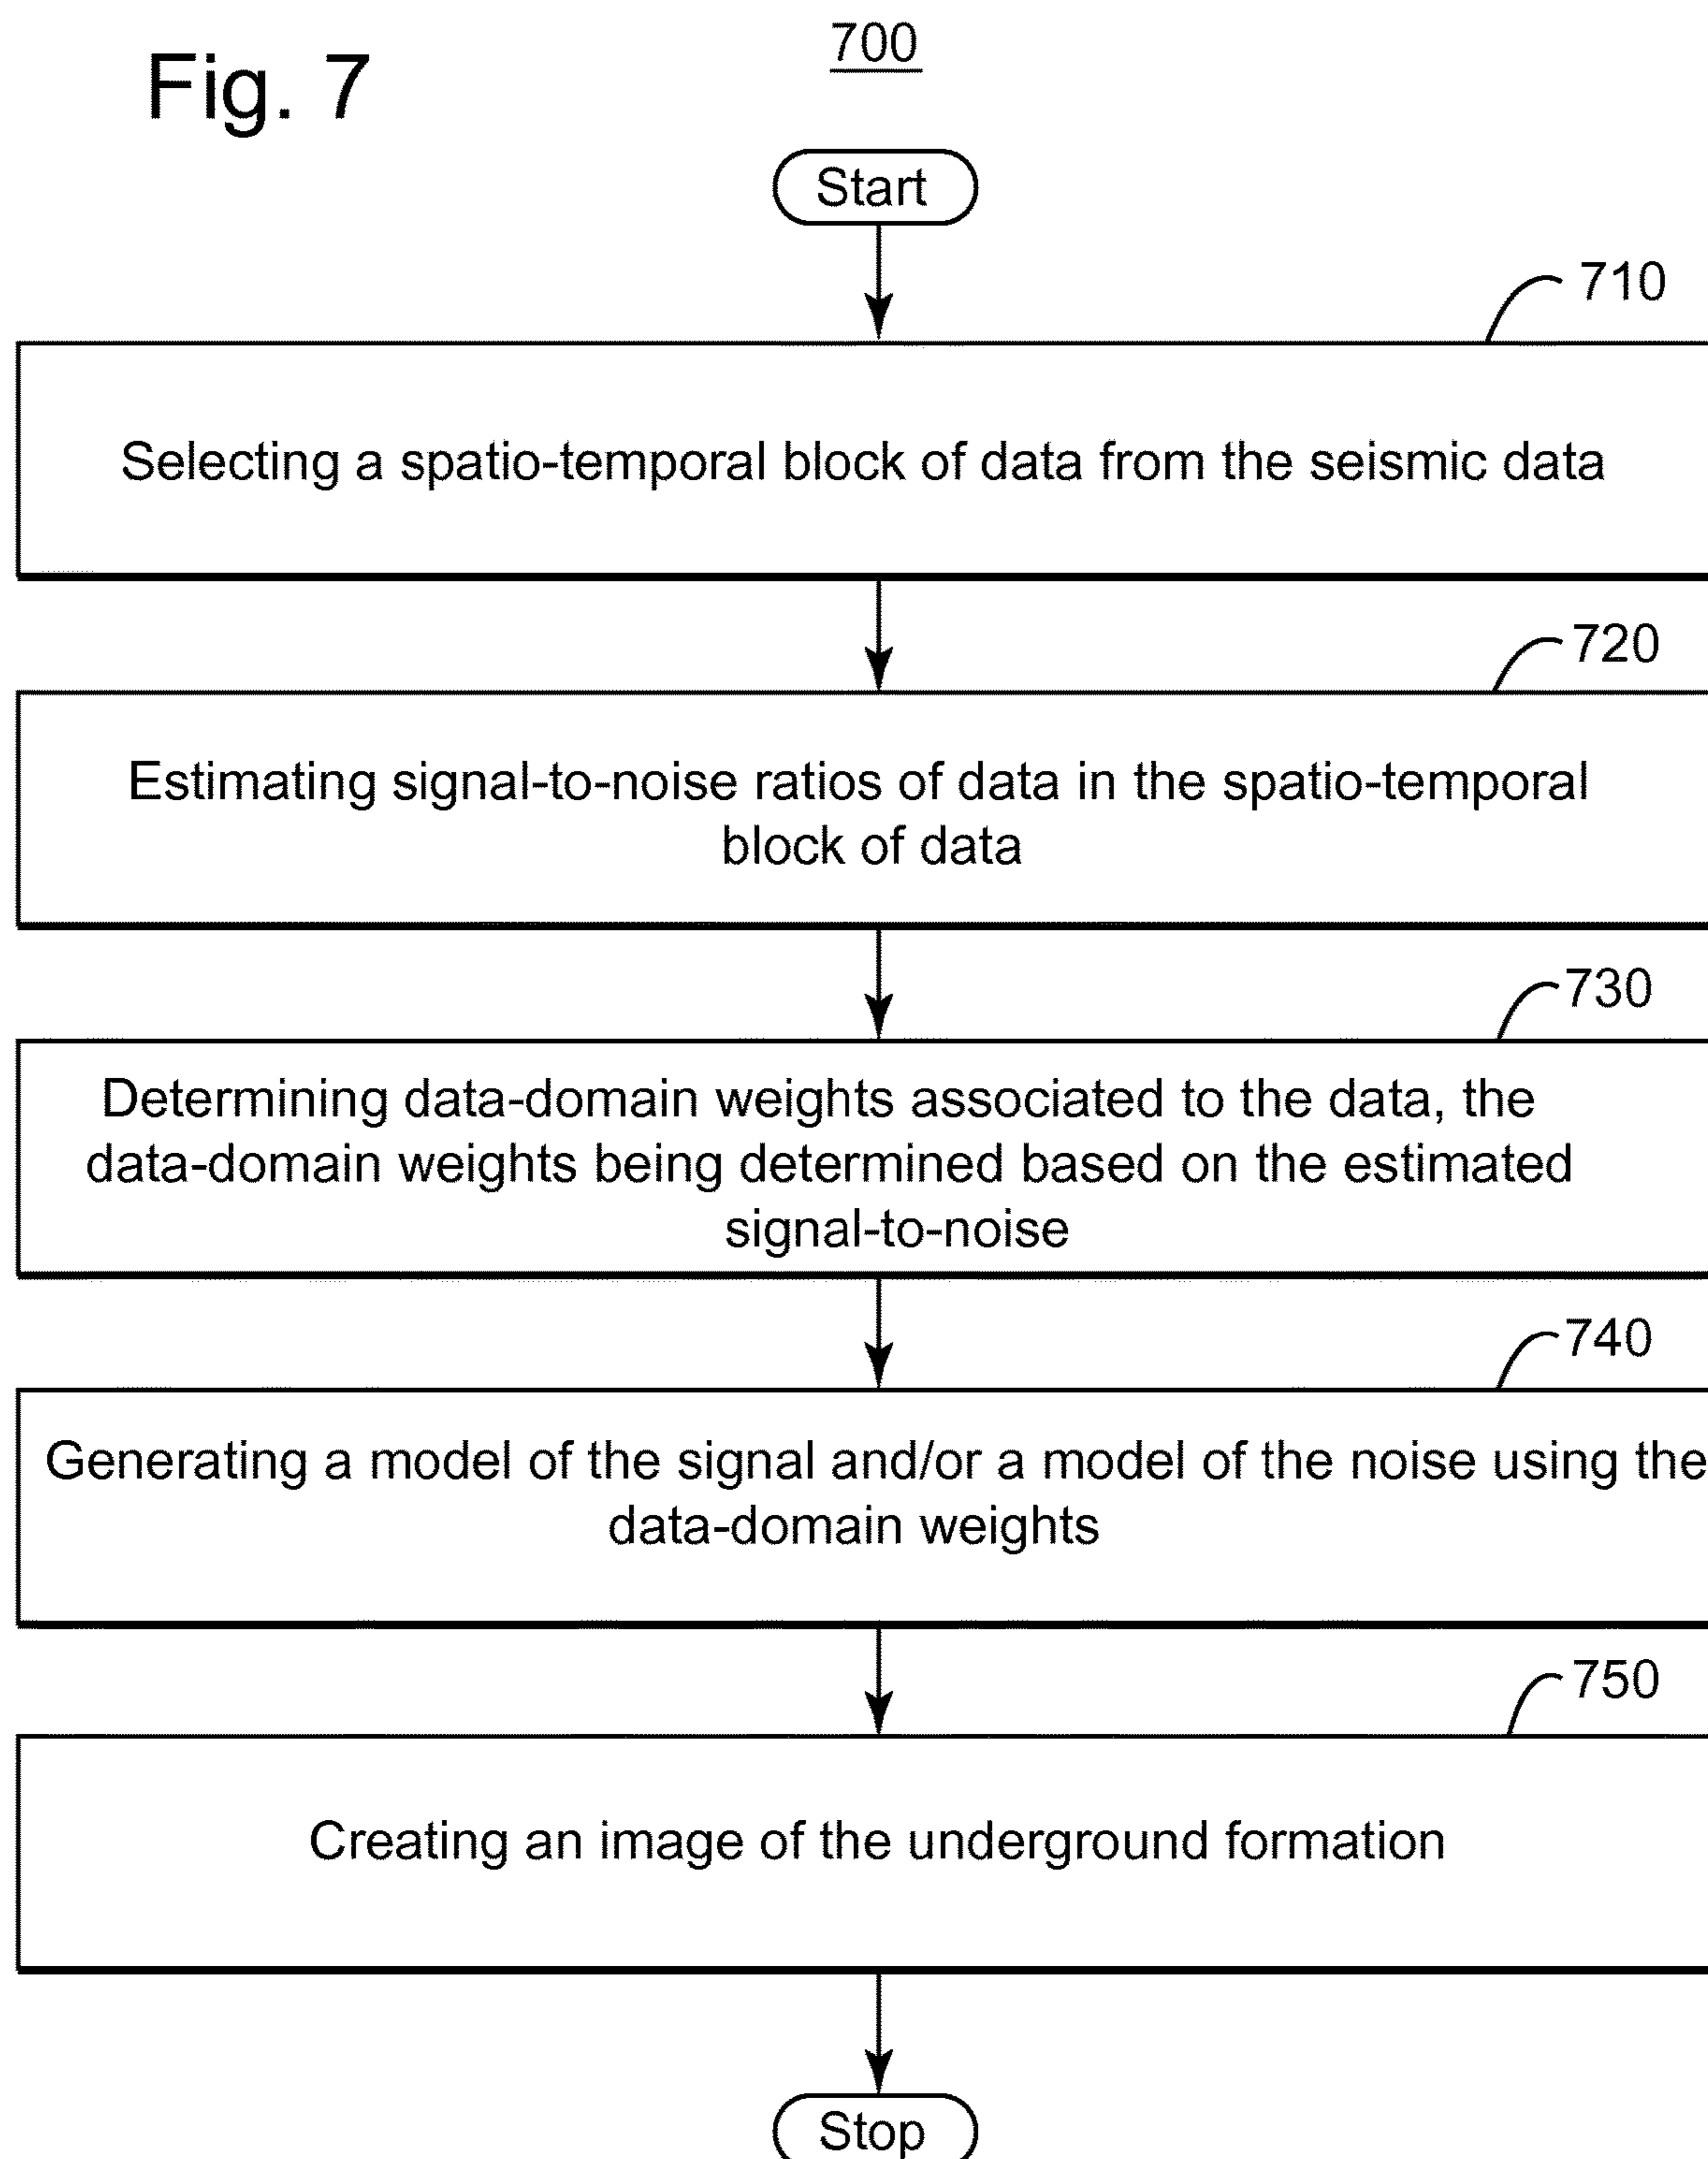 Fig. 7
700
Start
710
Selecting a spatio-temporal block of data from the seismic data
720
Estimating signal-to-noise ratios of data in the spatio-temporal
block of data
730
Determining data-domain weights associated to the data, the
data-domain weights being determined based on the estimated
signal-to-noise
740
Generating a model of the signal and/or a model of the noise using the
data-domain weights
750
Creating an image of the underground formation
Stop